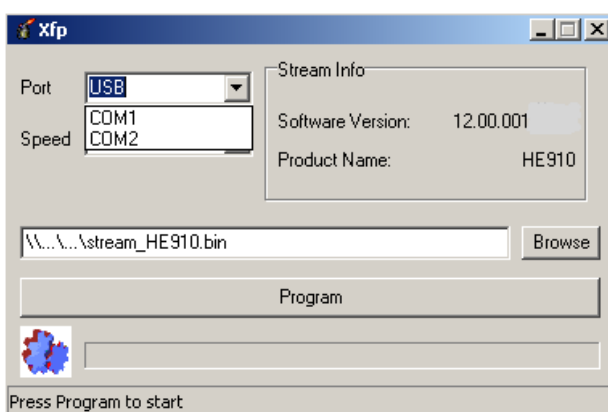 Xfp
Port
USB
COM1
COM2
Speed
Stream Info
Software Version: 12.00.001
Product Name: HE910
\\...\...\stream_HE910.bin
Browse
Program
Press Program to start